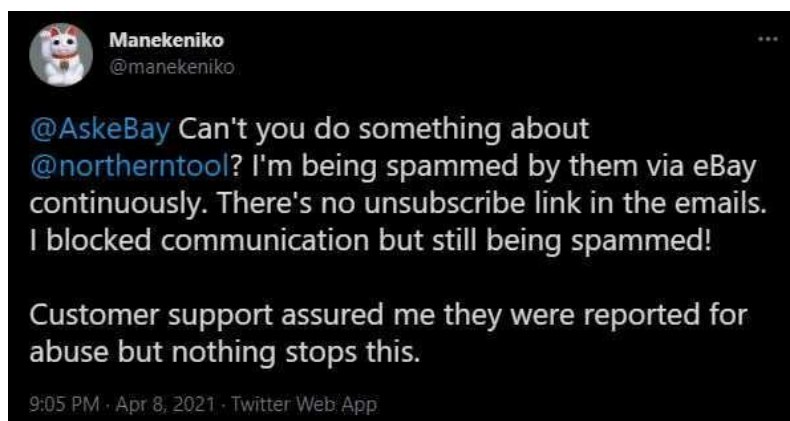 Manekeniko
@manekeniko
@AskeBay Can't you do something about
@northerntool? I'm being spammed by them via eBay
continuously. There's no unsubscribe link in the emails.
I blocked communication but still being spammed!
Customer support assured me they were reported for
abuse but nothing stops this.
9:05 PM · Apr 8, 2021 · Twitter Web App